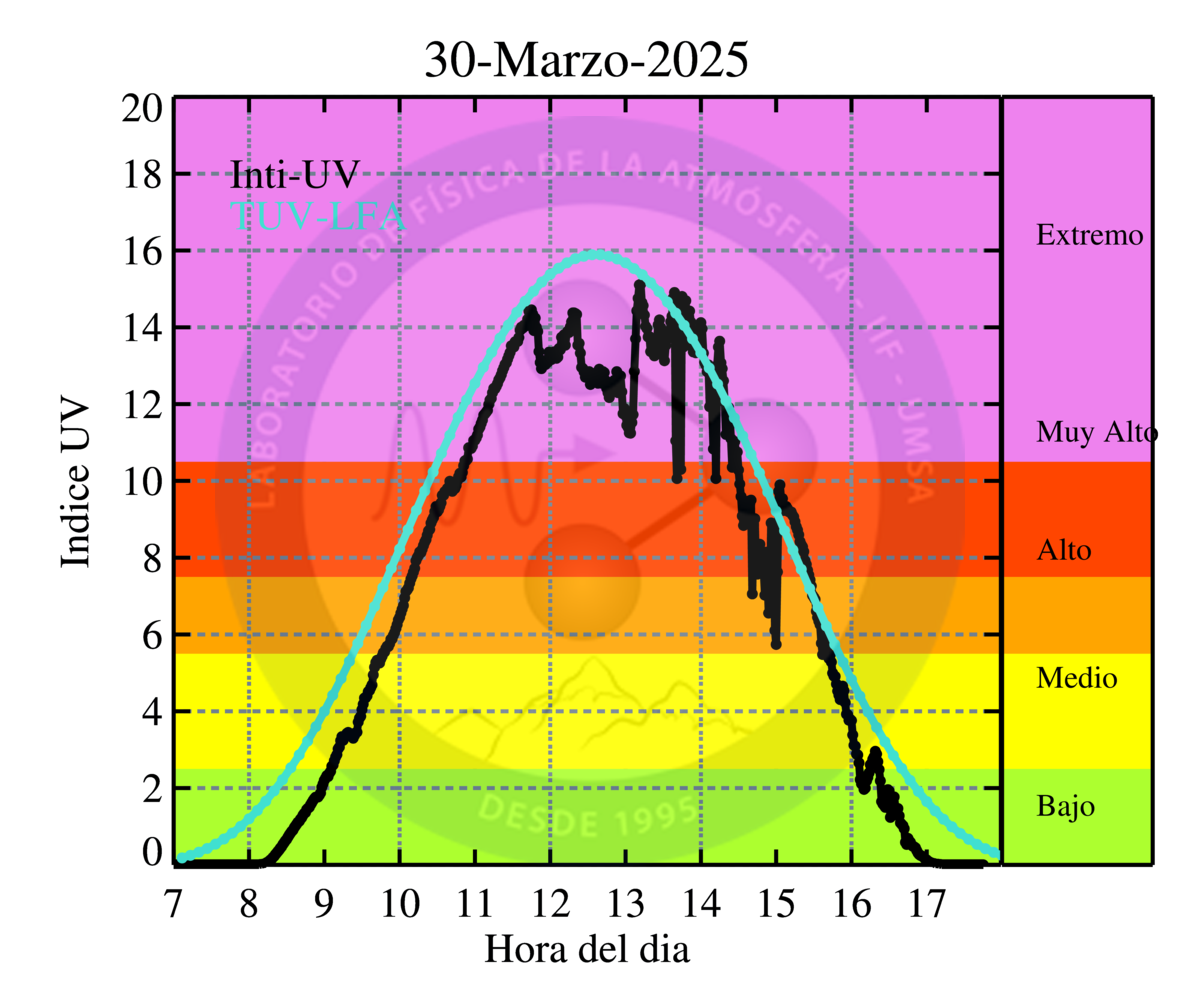 30-Marzo-2025
20
18
16
14
12
10
8
6
4
2
0
Indice UV
Inti-UV
TUV-LFA
LABORATORIO DE FÍSICA DE LA ATMÓSFERA - IIF - UMSA
DESDE 1995
Extremo
Muy Alto
Alto
Medio
Bajo
7 8 9 10 11 12 13 14 15 16 17
Hora del dia